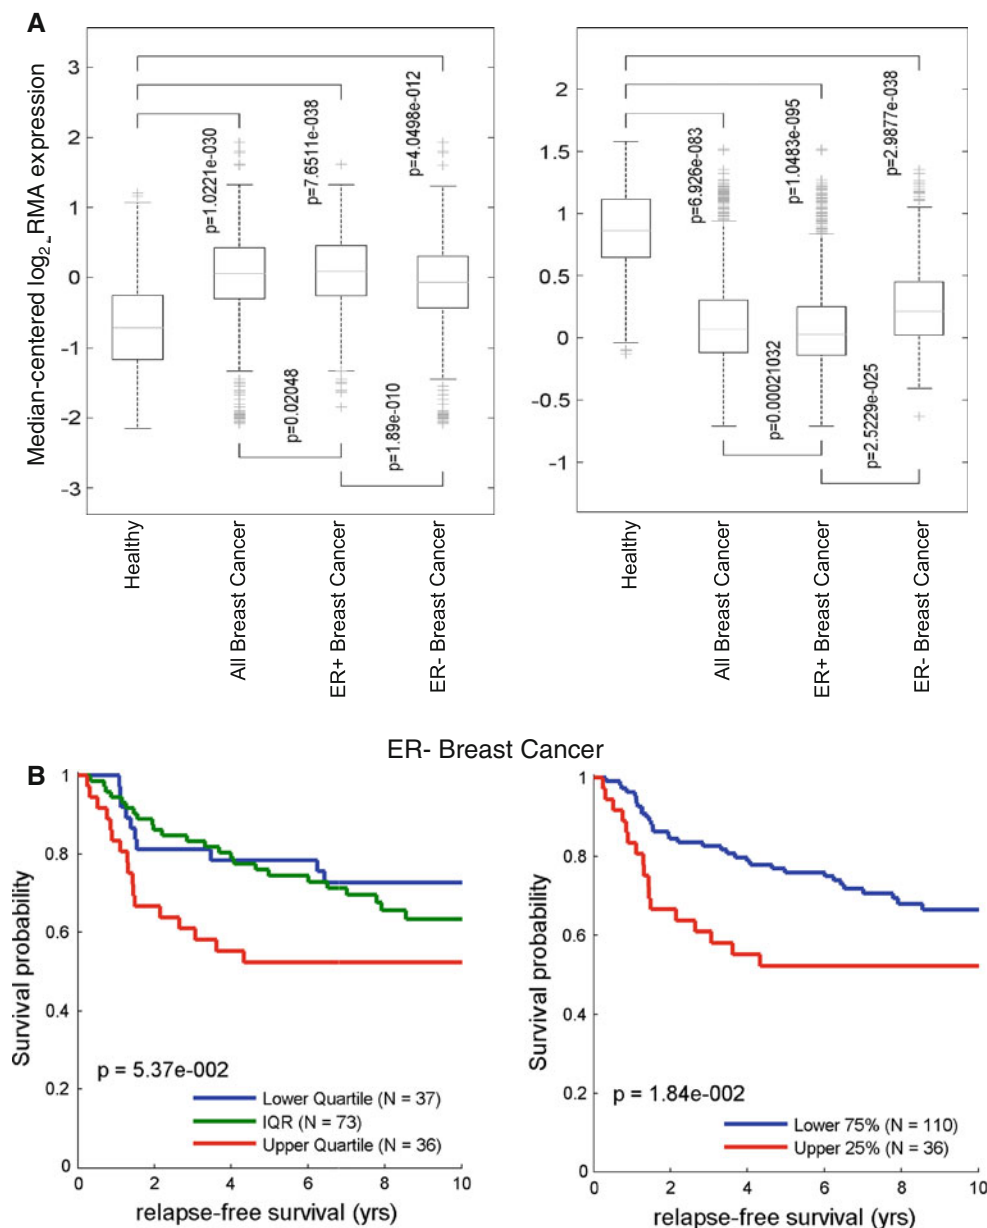 A
Median-centered log2_RMA expression
3
2
1
0
-1
-2
-3
p=1.0221e-030
p=7.6511e-038
p=4.0498e-012
p=0.02048
p=1.89e-010
Healthy
All Breast Cancer
ER+ Breast Cancer
ER- Breast Cancer
2
1.5
1
0.5
0
-0.5
-1
p=6.926e-083
p=1.0483e-095
p=2.9877e-038
p=0.00021032
p=2.5229e-025
Healthy
All Breast Cancer
ER+ Breast Cancer
ER- Breast Cancer
ER- Breast Cancer
B
Survival probability
1
0.8
0.6
0.4
0.2
0
p = 5.37e-002
Lower Quartile (N = 37)
IQR (N = 73)
Upper Quartile (N = 36)
0 2 4 6 8 10
relapse-free survival (yrs)
Survival probability
1
0.8
0.6
0.4
0.2
0
p = 1.84e-002
Lower 75% (N = 110)
Upper 25% (N = 36)
0 2 4 6 8 10
relapse-free survival (yrs)